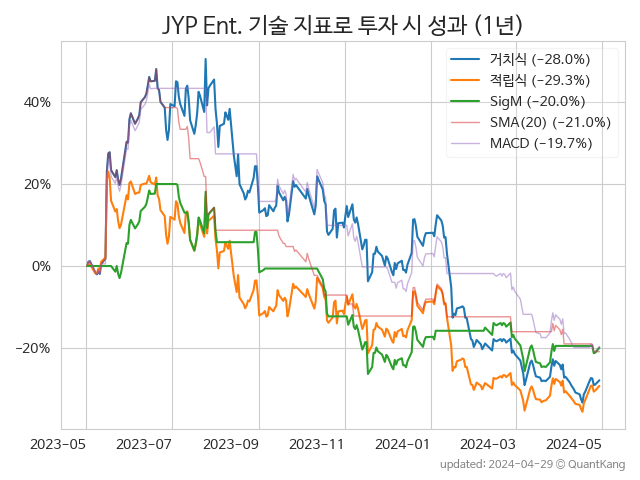 JYP Ent. 기술 지표로 투자 시 성과 (1년)
거치식 (−28.0%)
적립식 (−29.3%)
SigM (−20.0%)
SMA(20) (−21.0%)
MACD (−19.7%)
40%
20%
0%
−20%
2023-05 2023-07 2023-09 2023-11 2024-01 2024-03 2024-05
updated: 2024-04-29 © QuantKang